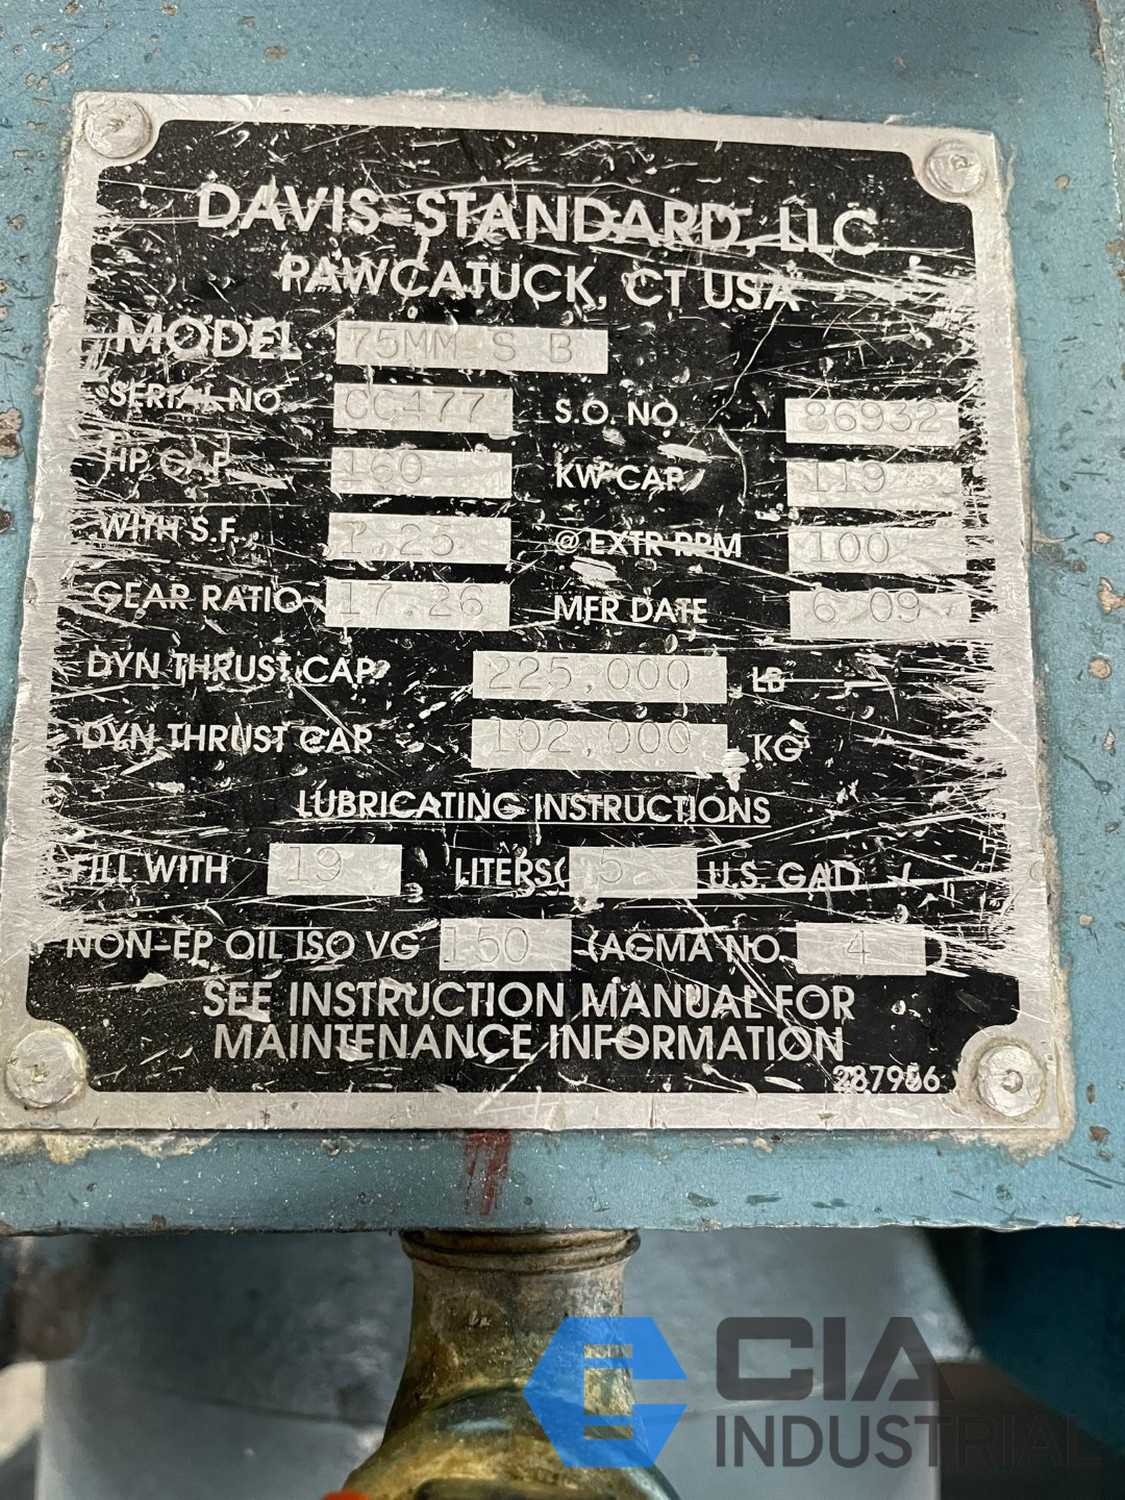 DAVIS-STANDARD, LLC
PAWCATUCK, CT USA
MODEL 75MM S B
SERIAL NO. CC477 S.O. NO. 86932
HP CAP. 160 KW CAP. 119
WITH S.F. 1.25 @ EXTR RPM 100
GEAR RATIO 17.26 MFR DATE 6 09
DYN THRUST CAP. 225,000 LB
DYN THRUST CAP. 102,000 KG
LUBRICATING INSTRUCTIONS
FILL WITH 19 LITERS( 5 U.S. GAL)
NON-EP OIL ISO VG 150 (AGMA NO. 4 )
SEE INSTRUCTION MANUAL FOR
MAINTENANCE INFORMATION
287956
CIA
INDUSTRIAL